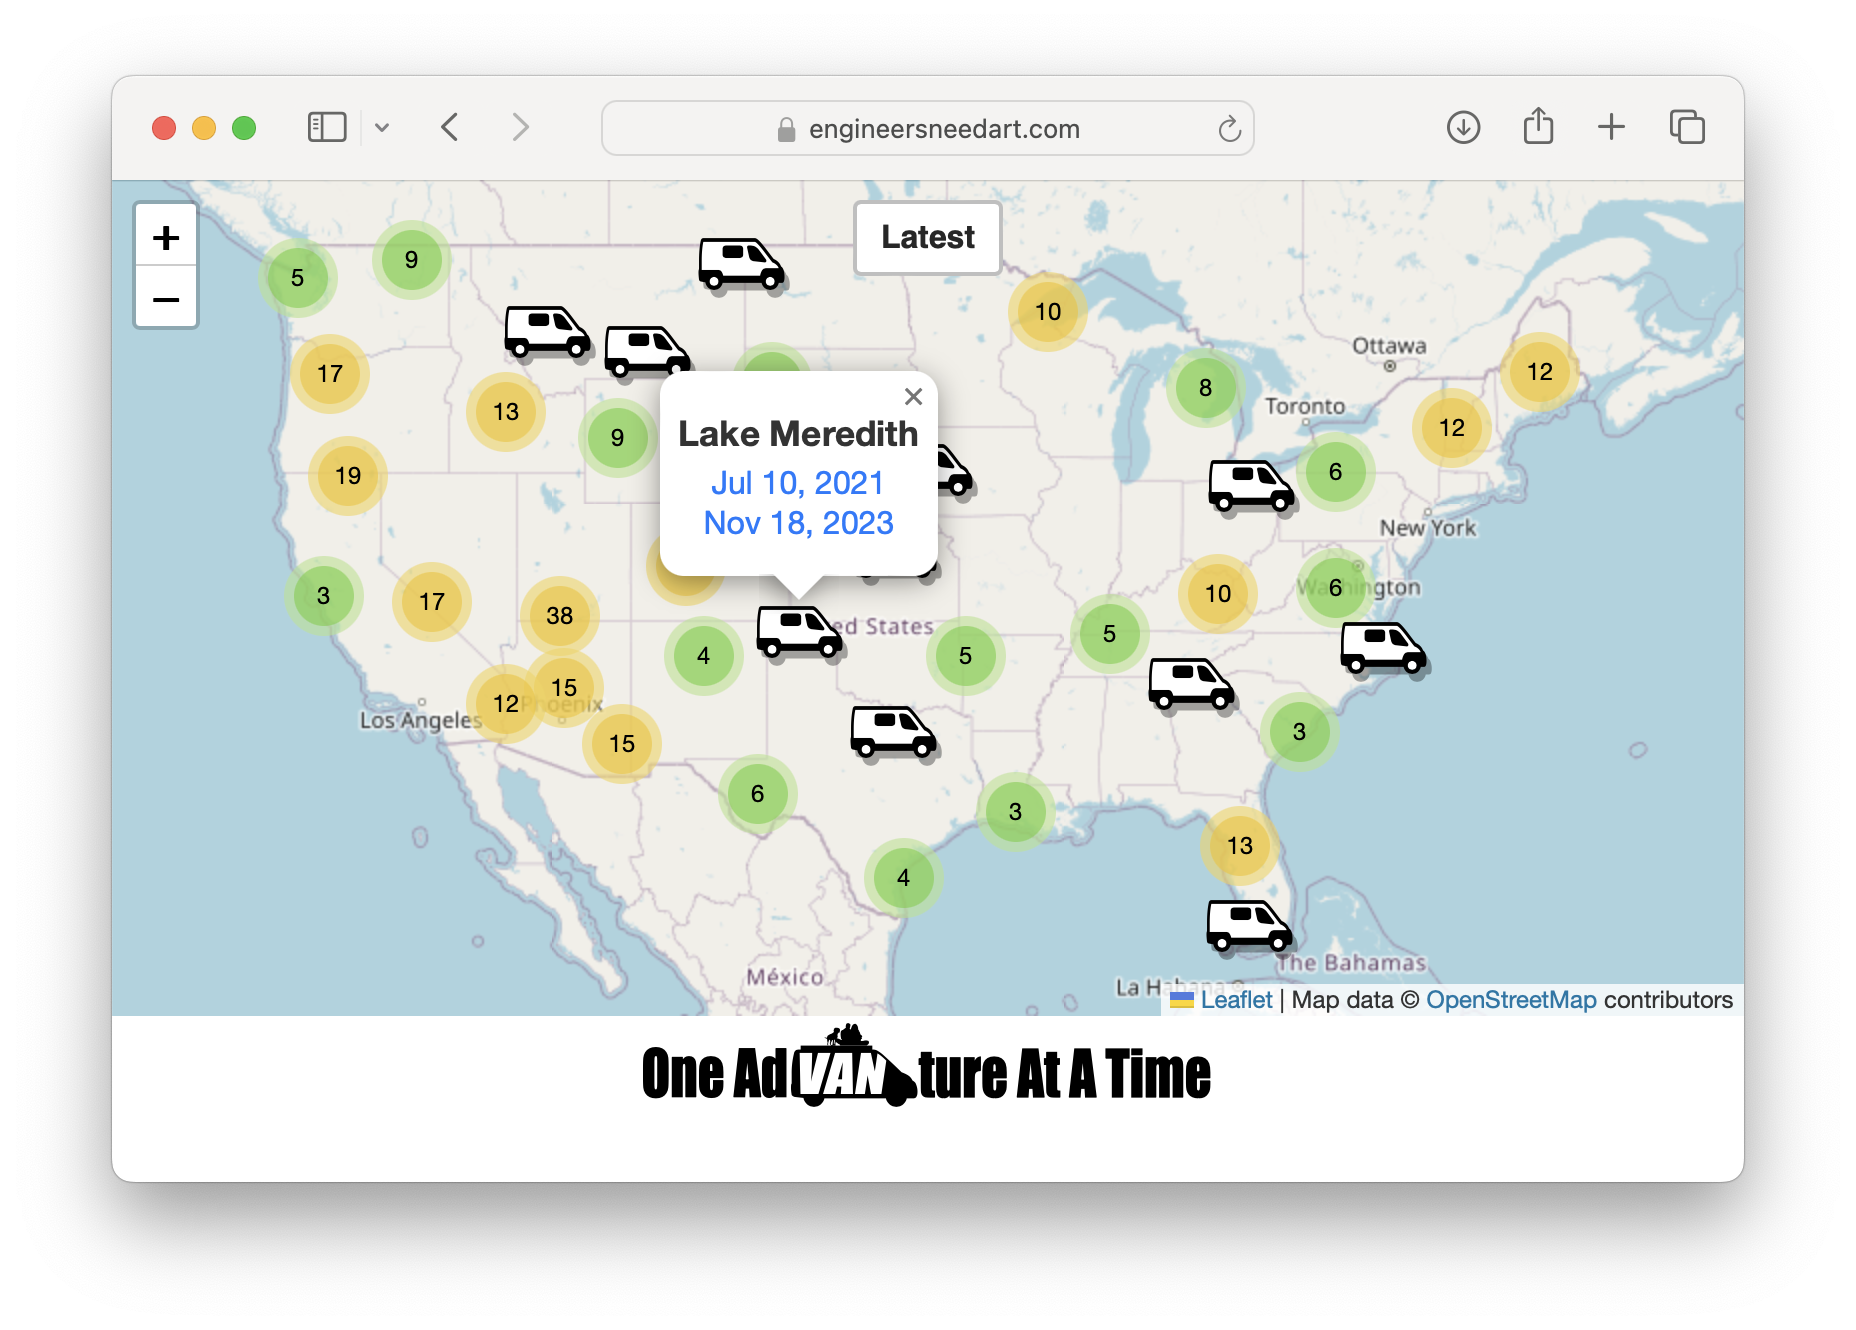 engineersneedart.com
+
−
Latest
5
9
10
Ottawa
12
17
8
13
Toronto
12
9
Lake Meredith
Jul 10, 2021
Nov 18, 2023
19
6
New York
3
17
38
10
6
Washington
ed States
4
5
5
15
12
Phoenix
Los Angeles
15
3
6
3
13
4
México
The Bahamas
La Habana
Leaflet | Map data © OpenStreetMap contributors
One AdVANture At A Time